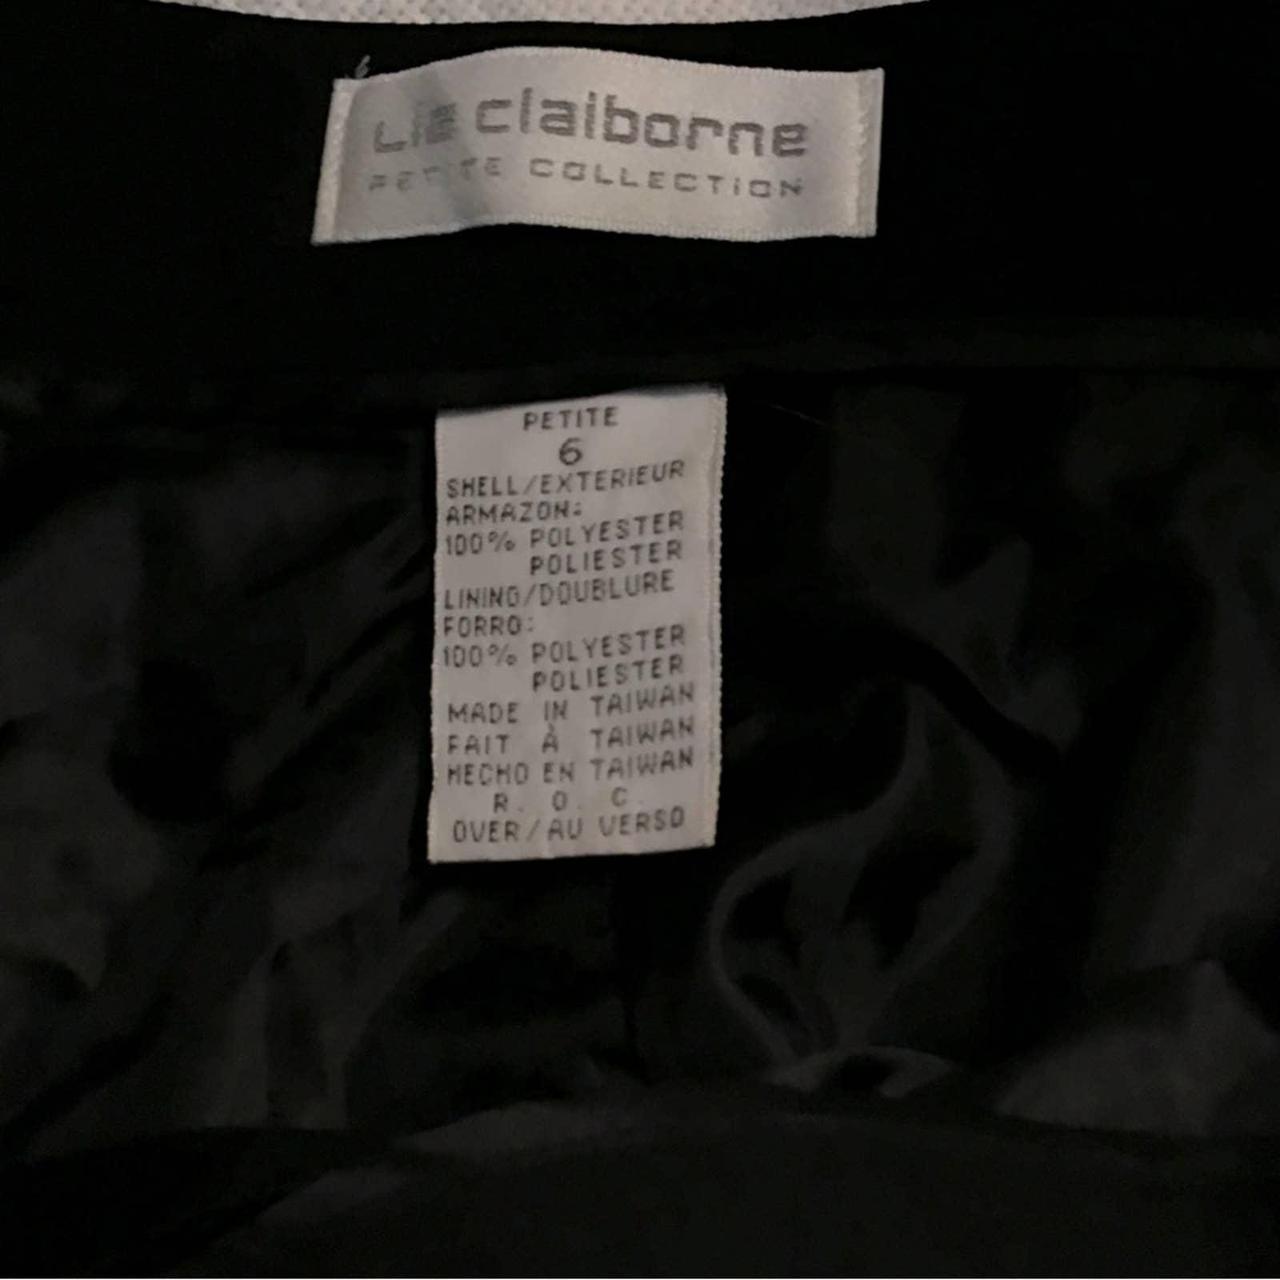 Liz claiborne
PETITE COLLECTION
PETITE
6
SHELL/EXTERIEUR
ARMAZON:
100% POLYESTER
POLIESTER
LINING/DOUBLURE
FORRO:
100% POLYESTER
POLIESTER
MADE IN TAIWAN
FAIT À TAIWAN
HECHO EN TAIWAN
R. O. C.
OVER/AU VERSO